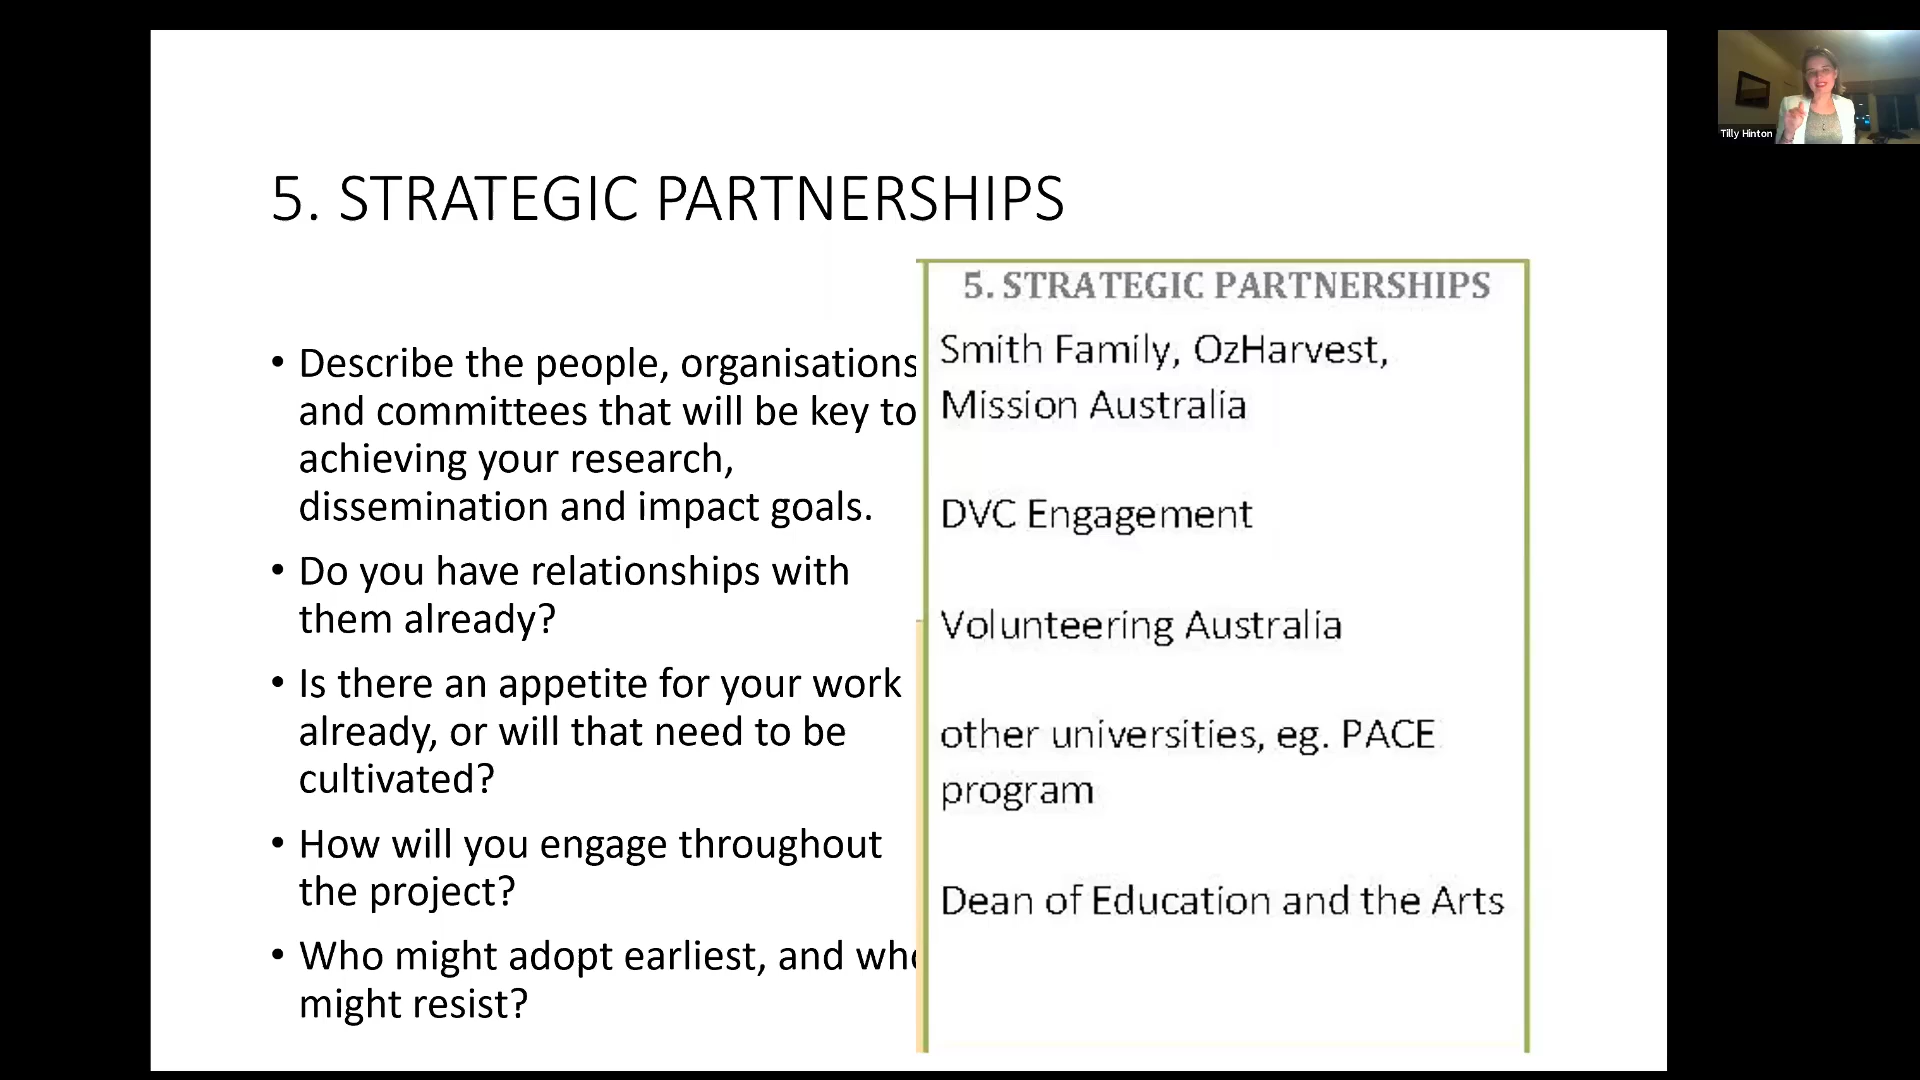 5. STRATEGIC PARTNERSHIPS
• Describe the people, organisations
and committees that will be key to
achieving your research,
dissemination and impact goals.
• Do you have relationships with
them already?
• Is there an appetite for your work
already, or will that need to be
cultivated?
• How will you engage throughout
the project?
• Who might adopt earliest, and who
might resist?
5. STRATEGIC PARTNERSHIPS
Smith Family, OzHarvest,
Mission Australia
DVC Engagement
Volunteering Australia
other universities, eg. PACE
program
Dean of Education and the Arts
Tilly Hinton